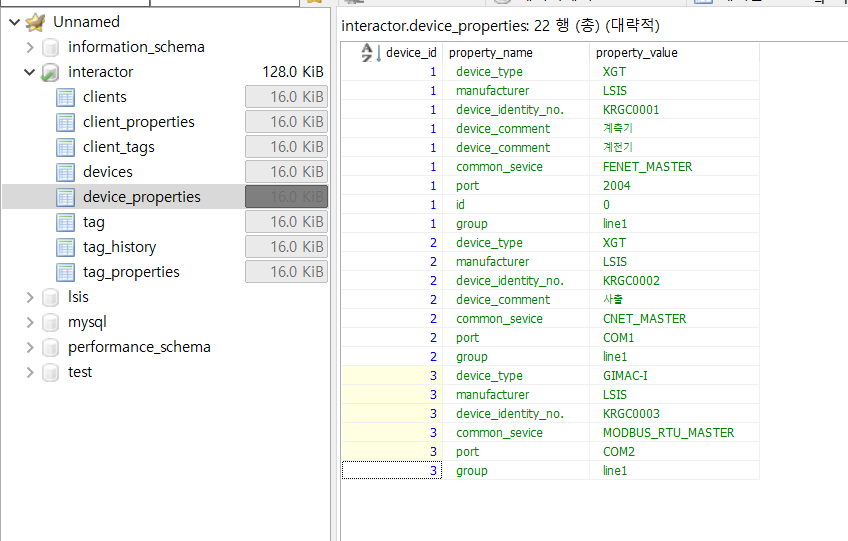 Unnamed
information_schema
interactor 128.0 KiB
clients 16.0 KiB
client_properties 16.0 KiB
client_tags 16.0 KiB
devices 16.0 KiB
device_properties 16.0 KiB
tag 16.0 KiB
tag_history 16.0 KiB
tag_properties 16.0 KiB
lsis
mysql
performance_schema
test
interactor.device_properties: 22 행 (총) (대략적)
device_id property_name property_value
1 device_type XGT
1 manufacturer LSIS
1 device_identity_no. KRGC0001
1 device_comment 계측기
1 device_comment 계전기
1 common_sevice FENET_MASTER
1 port 2004
1 id 0
1 group line1
2 device_type XGT
2 manufacturer LSIS
2 device_identity_no. KRGC0002
2 device_comment 사출
2 common_sevice CNET_MASTER
2 port COM1
2 group line1
3 device_type GIMAC-I
3 manufacturer LSIS
3 device_identity_no. KRGC0003
3 common_sevice MODBUS_RTU_MASTER
3 port COM2
3 group line1